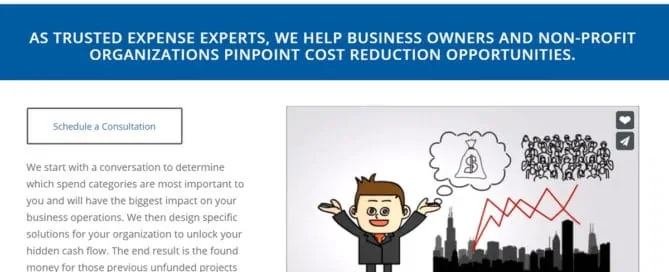 AS TRUSTED EXPENSE EXPERTS, WE HELP BUSINESS OWNERS AND NON-PROFIT
ORGANIZATIONS PINPOINT COST REDUCTION OPPORTUNITIES.
Schedule a Consultation
We start with a conversation to determine
which spend categories are most important to
you and will have the biggest impact on your
business operations. We then design specific
solutions for your organization to unlock your
hidden cash flow. The end result is the found
money for those previous unfunded projects
$